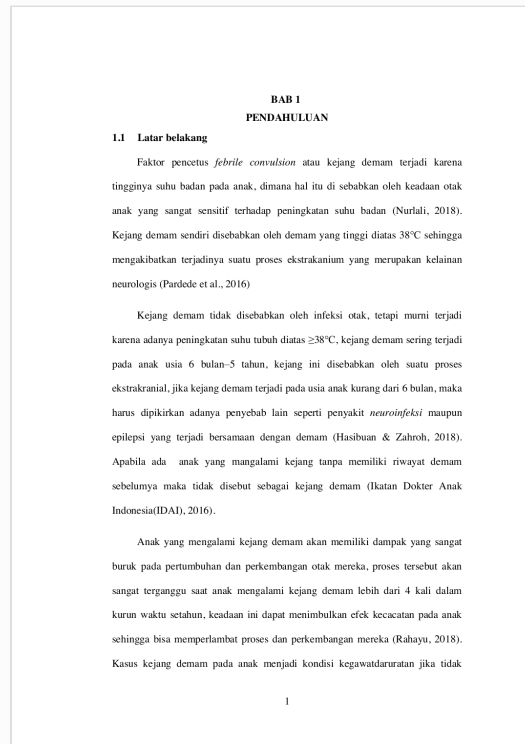 BAB 1
PENDAHULUAN
1.1 Latar belakang
Faktor pencetus febrile convulsion atau kejang demam terjadi karena
tingginya suhu badan pada anak, dimana hal itu di sebabkan oleh keadaan otak
anak yang sangat sensitif terhadap peningkatan suhu badan (Nurlali, 2018).
Kejang demam sendiri disebabkan oleh demam yang tinggi diatas 38°C sehingga
mengakibatkan terjadinya suatu proses ekstrakanium yang merupakan kelainan
neurologis (Pardede et al., 2016)
Kejang demam tidak disebabkan oleh infeksi otak, tetapi murni terjadi
karena adanya peningkatan suhu tubuh diatas ≥38°C, kejang demam sering terjadi
pada anak usia 6 bulan–5 tahun, kejang ini disebabkan oleh suatu proses
ekstrakranial, jika kejang demam terjadi pada usia anak kurang dari 6 bulan, maka
harus dipikirkan adanya penyebab lain seperti penyakit neuroinfeksi maupun
epilepsi yang terjadi bersamaan dengan demam (Hasibuan & Zahroh, 2018).
Apabila ada anak yang mangalami kejang tanpa memiliki riwayat demam
sebelumya maka tidak disebut sebagai kejang demam (Ikatan Dokter Anak
Indonesia(IDAI), 2016).
Anak yang mengalami kejang demam akan memiliki dampak yang sangat
buruk pada pertumbuhan dan perkembangan otak mereka, proses tersebut akan
sangat terganggu saat anak mengalami kejang demam lebih dari 4 kali dalam
kurun waktu setahun, keadaan ini dapat menimbulkan efek kecacatan pada anak
sehingga bisa memperlambat proses dan perkembangan mereka (Rahayu, 2018).
Kasus kejang demam pada anak menjadi kondisi kegawatdaruratan jika tidak
1